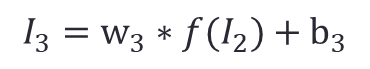 I₃ = w₃ * f(I₂) + b₃